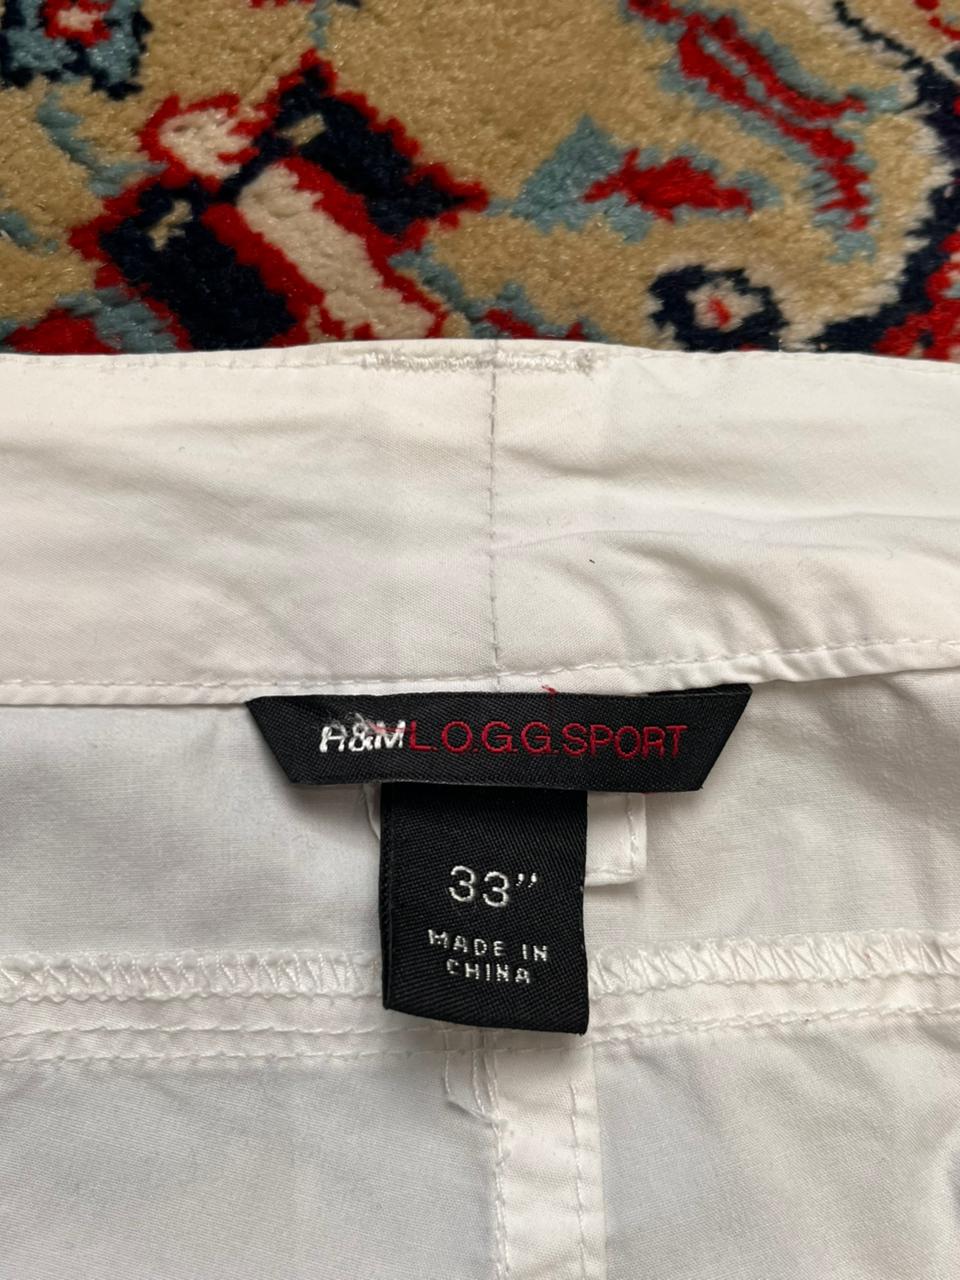 H&M L.O.G.G.SPORT
33”
MADE IN
CHINA